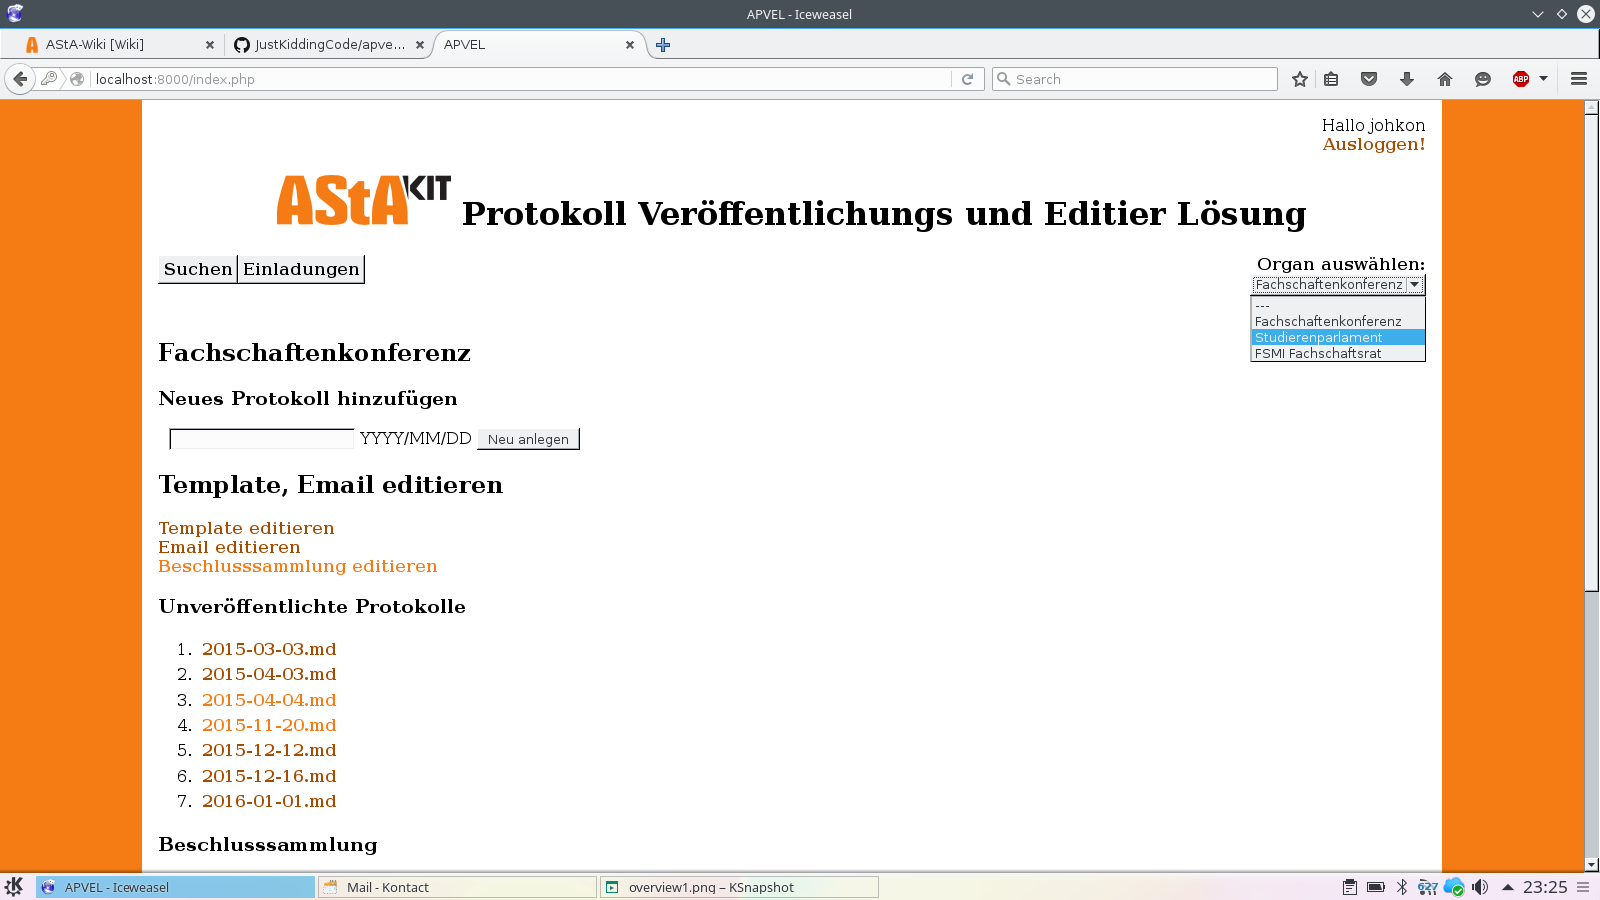 APVEL - Iceweasel
AStA-Wiki [Wiki]
JustKiddingCode/apve...
APVEL
localhost:8000/index.php
Search
ABP
Hallo johkon
Ausloggen!
AStA KIT Protokoll Veröffentlichungs und Editier Lösung
Suchen Einladungen
Organ auswählen:
Fachschaftenkonferenz
---
Fachschaftenkonferenz
Studierenparlament
FSMI Fachschaftsrat
Fachschaftenkonferenz
Neues Protokoll hinzufügen
YYYY/MM/DD Neu anlegen
Template, Email editieren
Template editieren
Email editieren
Beschlusssammlung editieren
Unveröffentlichte Protokolle
1. 2015-03-03.md
2. 2015-04-03.md
3. 2015-04-04.md
4. 2015-11-20.md
5. 2015-12-12.md
6. 2015-12-16.md
7. 2016-01-01.md
Beschlusssammlung
APVEL - Iceweasel
Mail - Kontact
overview1.png – KSnapshot
627
23:25